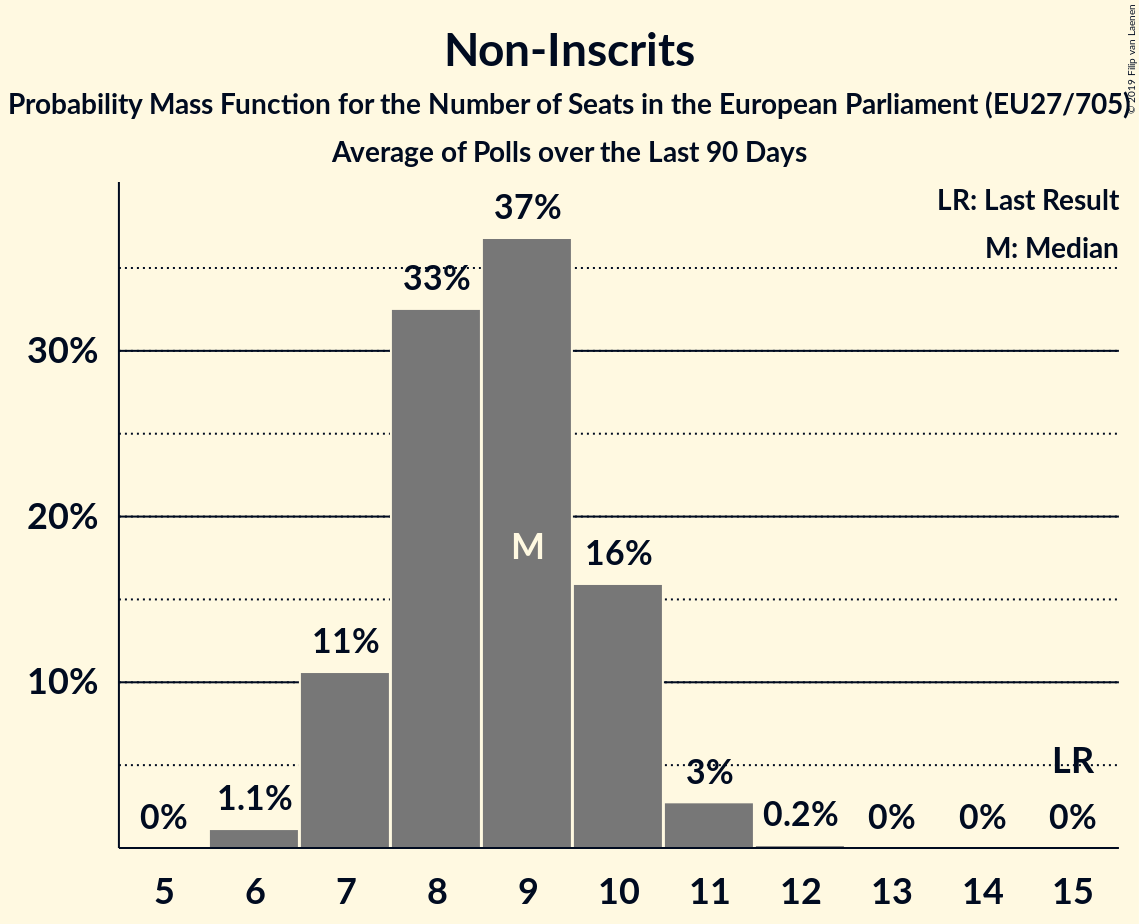 Non-Inscrits
Probability Mass Function for the Number of Seats in the European Parliament (EU27/705)
Average of Polls over the Last 90 Days
© 2019 Filip van Laenen
LR: Last Result
M: Median
37%
33%
30%
M
20%
16%
11%
10%
LR
3%
1.1%
0%
0.2%
0%
0%
0%
5 6 7 8 9 10 11 12 13 14 15